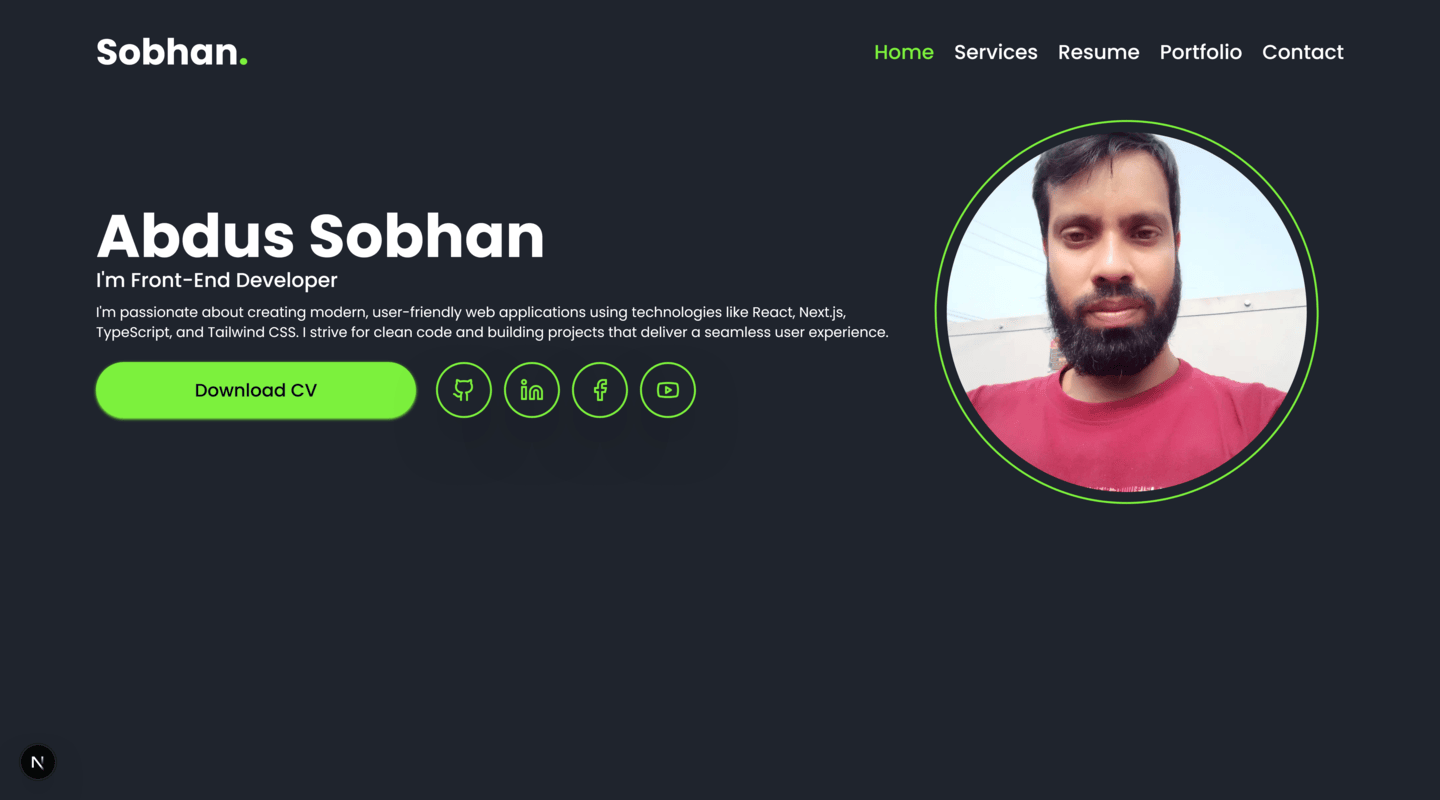 Sobhan.
Home Services Resume Portfolio Contact
Abdus Sobhan
I'm Front-End Developer
I'm passionate about creating modern, user-friendly web applications using technologies like React, Next.js,
TypeScript, and Tailwind CSS. I strive for clean code and building projects that deliver a seamless user experience.
Download CV
N